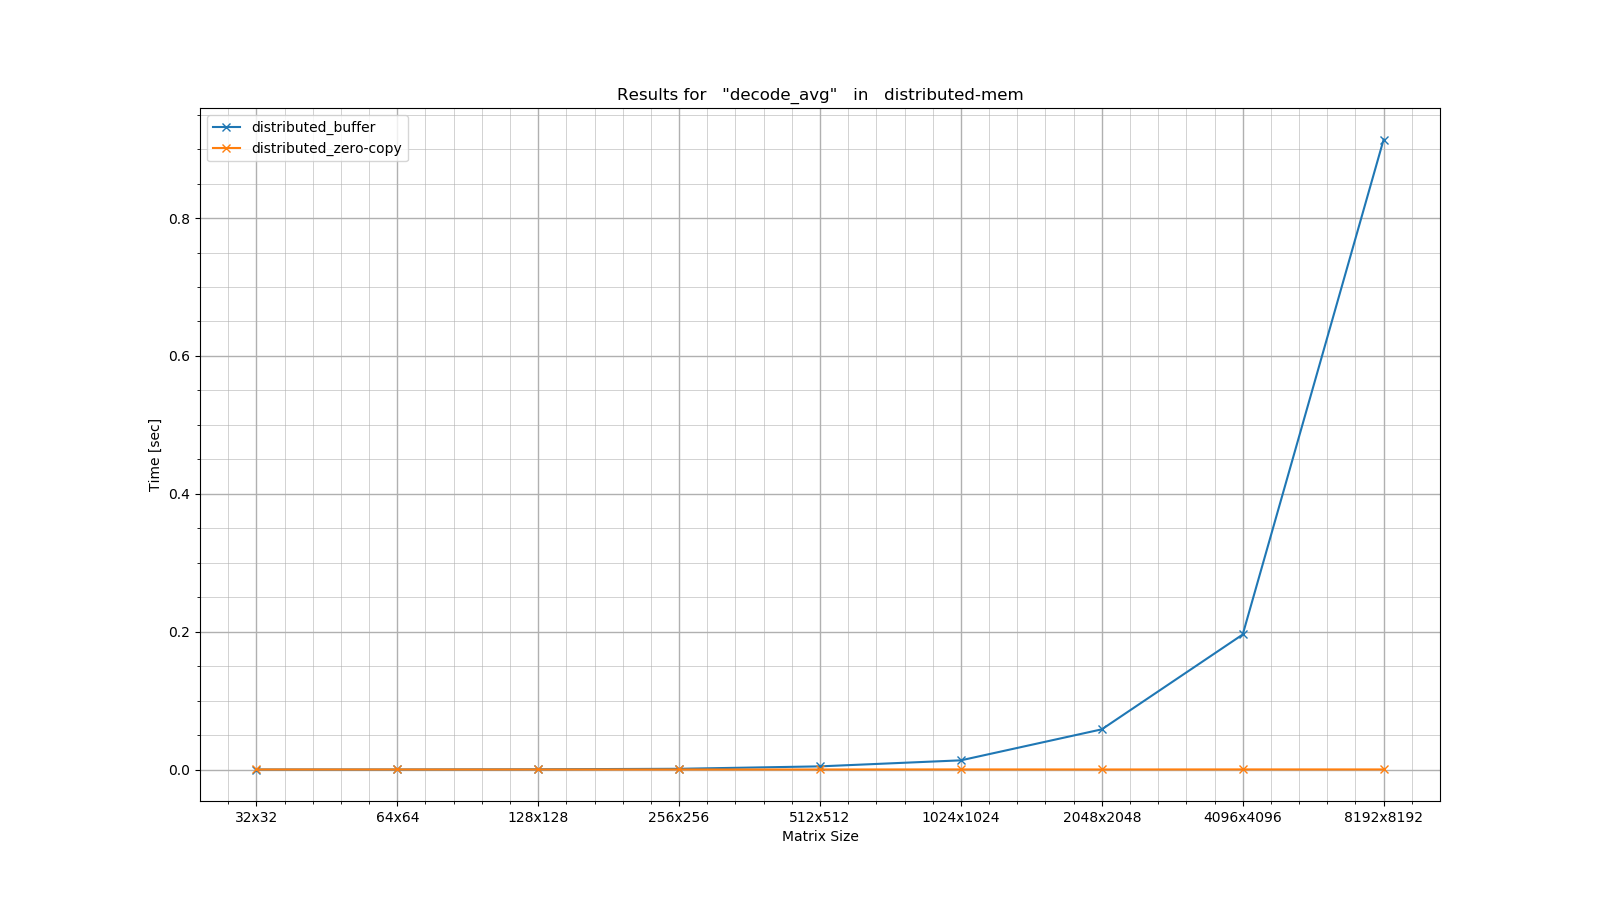 Results for   "decode_avg"   in   distributed-mem
distributed_buffer
distributed_zero-copy
0.8
0.6
0.4
0.2
0.0
Time [sec]
32x32 64x64 128x128 256x256 512x512 1024x1024 2048x2048 4096x4096 8192x8192
Matrix Size